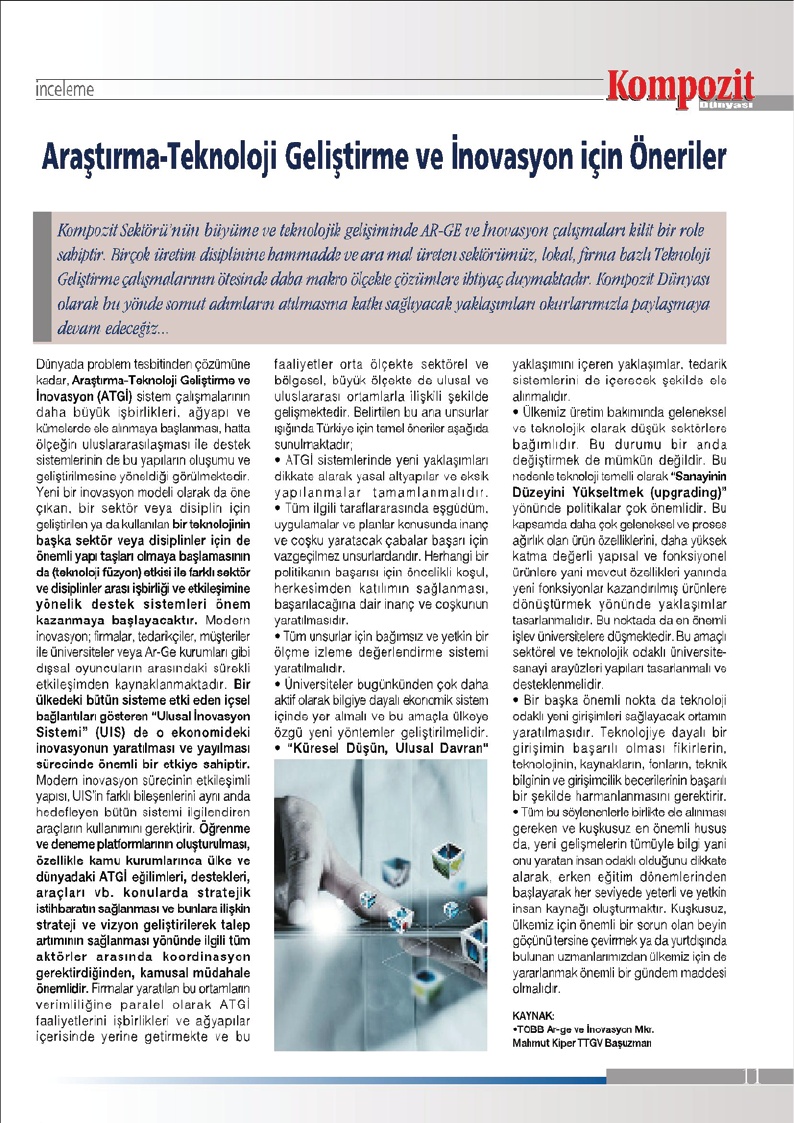 inceleme
Kompozit
Dünyası
Araştırma-Teknoloji Geliştirme ve İnovasyon için Öneriler
Kompozit Sektörü'nün büyüme ve teknolojik gelişiminde AR-GE ve İnovasyon çalışmaları kilit bir role
sahiptir. Birçok üretim disiplinine hammadde ve ara mal üreten sektörümüz, lokal, firma bazlı Teknoloji
Geliştirme çalışmalarının ötesinde daha makro ölçekte çözümlere ihtiyaç duymaktadır. Kompozit Dünyası
olarak bu yönde somut adımların atılmasına katkı sağlıyacak yaklaşımları okurlarımızla paylaşmaya
devam edeceğiz...
Dünyada problem tesbitinden çözümüne
kadar, Araştırma-Teknoloji Geliştirme ve
İnovasyon (ATGİ) sistem çalışmalarının
daha büyük işbirlikleri, ağyapı ve
kümelerde ele alınmaya başlanması, hatta
ölçeğin uluslararasılaşması ile destek
sistemlerinin de bu yapıların oluşumu ve
geliştirilmesine yöneldiği görülmektedir.
Yeni bir inovasyon modeli olarak da öne
çıkan, bir sektör veya disiplin için
geliştirilen ya da kullanılan bir teknolojinin
başka sektör veya disiplinler için de
önemli yapı taşları olmaya başlamasının
da (teknoloji füzyon) etkisi ile farklı sektör
ve disiplinler arası işbirliği ve etkileşimine
yönelik destek sistemleri önem
kazanmaya başlayacaktır. Modern
inovasyon; firmalar, tedarikçiler, müşteriler
ile üniversiteler veya Ar-Ge kurumları gibi
dışsal oyuncuların arasındaki sürekli
etkileşimden kaynaklanmaktadır. Bir
ülkedeki bütün sisteme etki eden içsel
bağlantıları gösteren "Ulusal İnovasyon
Sistemi" (UIS) de o ekonomideki
inovasyonun yaratılması ve yayılması
sürecinde önemli bir etkiye sahiptir.
Modern inovasyon sürecinin etkileşimli
yapısı, UIS'in farklı bileşenlerini aynı anda
hedefleyen bütün sistemi ilgilendiren
araçların kullanımını gerektirir. Öğrenme
ve deneme platformlarının oluşturulması,
özellikle kamu kurumlarınca ülke ve
dünyadaki ATGİ eğilimleri, destekleri,
araçları vb. konularda stratejik
istihbaratın sağlanması ve bunlara ilişkin
strateji ve vizyon geliştirilerek talep
artımının sağlanması yönünde ilgili tüm
aktörler arasında koordinasyon
gerektirdiğinden, kamusal müdahale
önemlidir. Firmalar yaratılan bu ortamların
verimliliğine paralel olarak ATGİ
faaliyetlerini işbirlikleri ve ağyapılar
içerisinde yerine getirmekte ve bu
faaliyetler orta ölçekte sektörel ve
bölgesel, büyük ölçekte de ulusal ve
uluslararası ortamlarla ilişkili şekilde
gelişmektedir. Belirtilen bu ana unsurlar
ışığında Türkiye için temel öneriler aşağıda
sunulmaktadır;
• ATGİ sistemlerinde yeni yaklaşımları
dikkate alarak yasal altyapılar ve eksik
yapılanmalar tamamlanmalıdır.
• Tüm ilgili taraflararasında eşgüdüm,
uygulamalar ve planlar konusunda inanç
ve coşku yaratacak çabalar başarı için
vazgeçilmez unsurlardandır. Herhangi bir
politikanın başarısı için öncelikli koşul,
herkesimden katılımın sağlanması,
başarılacağına dair inanç ve coşkunun
yaratılmasıdır.
• Tüm unsurlar için bağımsız ve yetkin bir
ölçme izleme değerlendirme sistemi
yaratılmalıdır.
• Üniversiteler bugünkünden çok daha
aktif olarak bilgiye dayalı ekonomik sistem
içinde yer almalı ve bu amaçla ülkeye
özgü yeni yöntemler geliştirilmelidir.
• "Küresel Düşün, Ulusal Davran"
yaklaşımını içeren yaklaşımlar, tedarik
sistemlerini de içerecek şekilde ele
alınmalıdır.
• Ülkemiz üretim bakımında geleneksel
ve teknolojik olarak düşük sektörlere
bağımlıdır. Bu durumu bir anda
değiştirmek de mümkün değildir. Bu
nedenle teknoloji temelli olarak "Sanayinin
Düzeyini Yükseltmek (upgrading)"
yönünde politikalar çok önemlidir. Bu
kapsamda daha çok geleneksel ve proses
ağırlık olan ürün özelliklerini, daha yüksek
katma değerli yapısal ve fonksiyonel
ürünlere yani mevcut özellikleri yanında
yeni fonksiyonlar kazandırılmış ürünlere
dönüştürmek yönünde yaklaşımlar
tasarlanmalıdır. Bu noktada da en önemli
işlev üniversitelere düşmektedir. Bu amaçlı
sektörel ve teknolojik odaklı üniversite-
sanayi arayüzleri yapıları tasarlanmalı ve
desteklenmelidir.
• Bir başka önemli nokta da teknoloji
odaklı yeni girişimleri sağlayacak ortamın
yaratılmasıdır. Teknolojiye dayalı bir
girişimin başarılı olması fikirlerin,
teknolojinin, kaynakların, fonların, teknik
bilginin ve girişimcilik becerilerinin başarılı
bir şekilde harmanlanmasını gerektirir.
• Tüm bu söylenenlerle birlikte ele alınması
gereken ve kuşkusuz en önemli husus
da, yeni gelişmelerin tümüyle bilgi yani
onu yaratan insan odaklı olduğunu dikkate
alarak, erken eğitim dönemlerinden
başlayarak her seviyede yeterli ve yetkin
insan kaynağı oluşturmaktır. Kuşkusuz,
ülkemiz için önemli bir sorun olan beyin
göçünü tersine çevirmek ya da yurtdışında
bulunan uzmanlarımızdan ülkemiz için de
yararlanmak önemli bir gündem maddesi
olmalıdır.
KAYNAK:
•TOBB Ar-ge ve İnovasyon Mkı.
Mahmut Kiper TTGV Başuzman
11